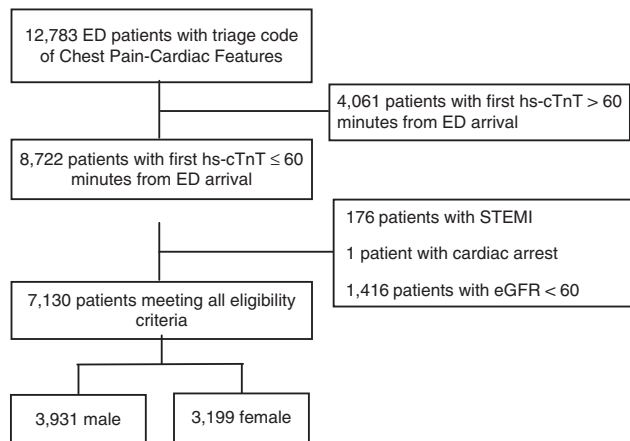 12,783 ED patients with triage code
of Chest Pain-Cardiac Features
4,061 patients with first hs-cTnT > 60
minutes from ED arrival
8,722 patients with first hs-cTnT ≤ 60
minutes from ED arrival
176 patients with STEMI
1 patient with cardiac arrest
1,416 patients with eGFR < 60
7,130 patients meeting all eligibility
criteria
3,931 male
3,199 female